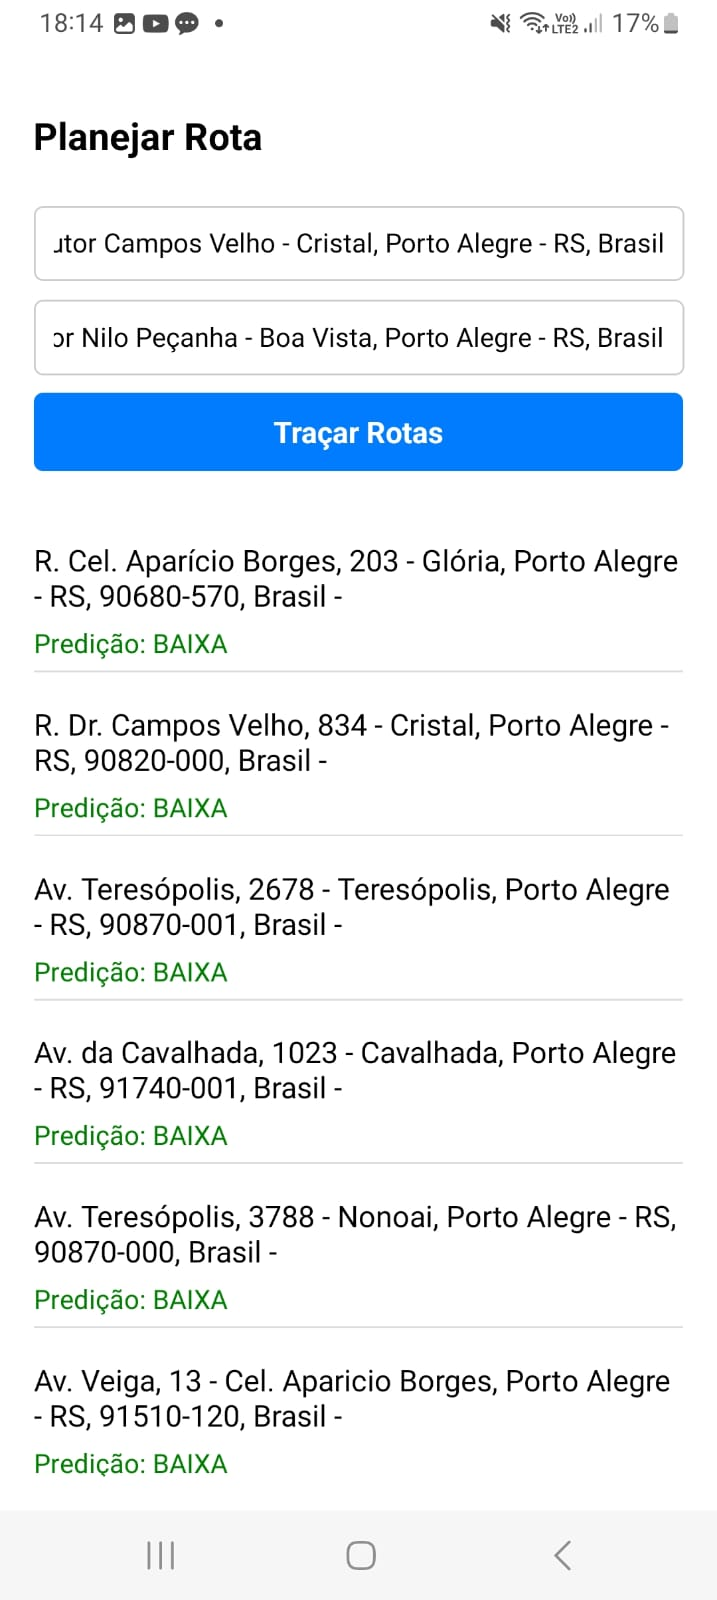 18:14
Vo))
LTE2
17%
Planejar Rota
utor Campos Velho - Cristal, Porto Alegre - RS, Brasil
or Nilo Peçanha - Boa Vista, Porto Alegre - RS, Brasil
Traçar Rotas
R. Cel. Aparício Borges, 203 - Glória, Porto Alegre
- RS, 90680-570, Brasil -
Predição: BAIXA
R. Dr. Campos Velho, 834 - Cristal, Porto Alegre -
RS, 90820-000, Brasil -
Predição: BAIXA
Av. Teresópolis, 2678 - Teresópolis, Porto Alegre
- RS, 90870-001, Brasil -
Predição: BAIXA
Av. da Cavalhada, 1023 - Cavalhada, Porto Alegre
- RS, 91740-001, Brasil -
Predição: BAIXA
Av. Teresópolis, 3788 - Nonoai, Porto Alegre - RS,
90870-000, Brasil -
Predição: BAIXA
Av. Veiga, 13 - Cel. Aparicio Borges, Porto Alegre
- RS, 91510-120, Brasil -
Predição: BAIXA